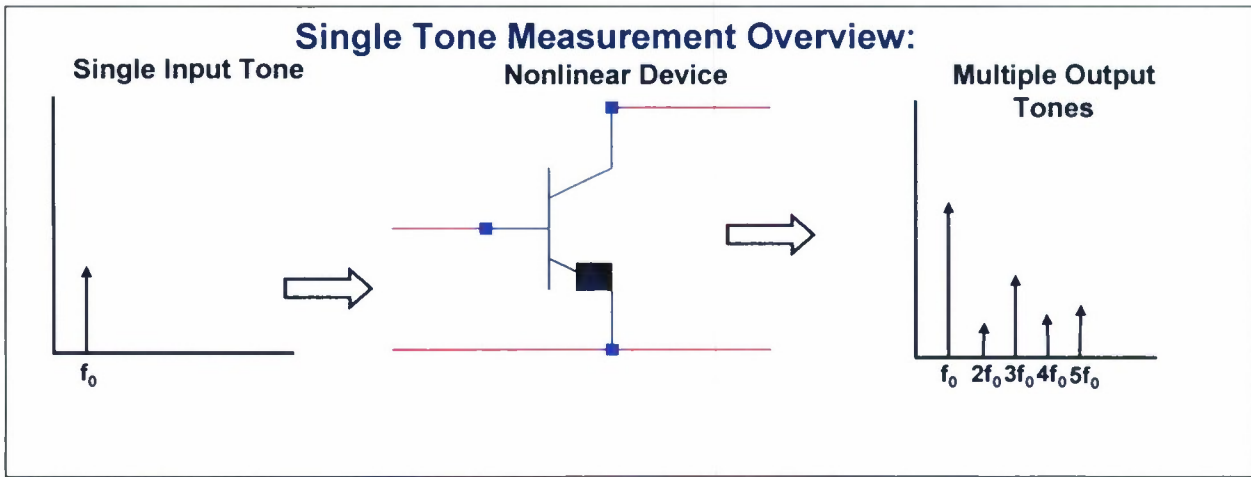 Single Tone Measurement Overview:
Single Input Tone
Nonlinear Device
Multiple Output
Tones
f₀
f₀ 2f₀ 3f₀ 4f₀ 5f₀